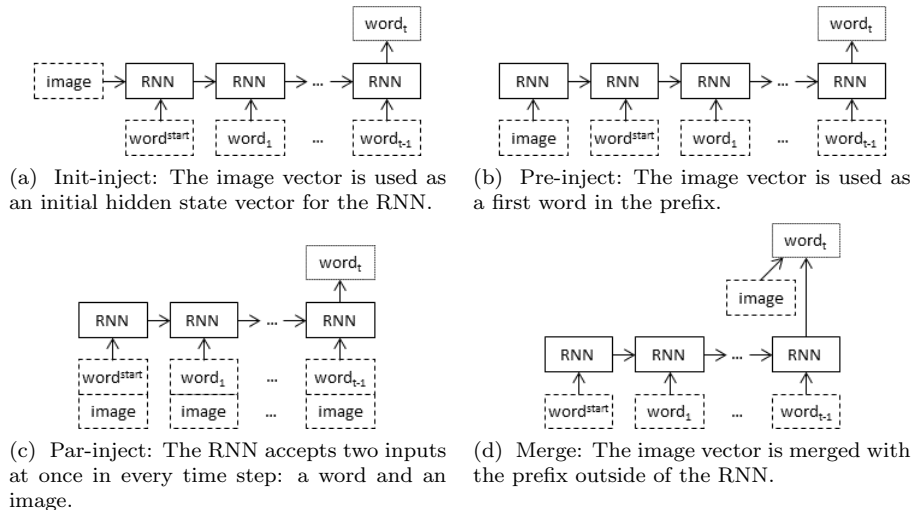 word_t
image RNN RNN ... RNN
word^start word_1 ... word_t-1
(a) Init-inject: The image vector is used as
an initial hidden state vector for the RNN.
word_t
RNN RNN RNN ... RNN
image word^start word_1 ... word_t-1
(b) Pre-inject: The image vector is used as
a first word in the prefix.
word_t
RNN RNN ... RNN
word^start word_1 ... word_t-1
image image ... image
(c) Par-inject: The RNN accepts two inputs
at once in every time step: a word and an
image.
word_t
image
RNN RNN ... RNN
word^start word_1 ... word_t-1
(d) Merge: The image vector is merged with
the prefix outside of the RNN.